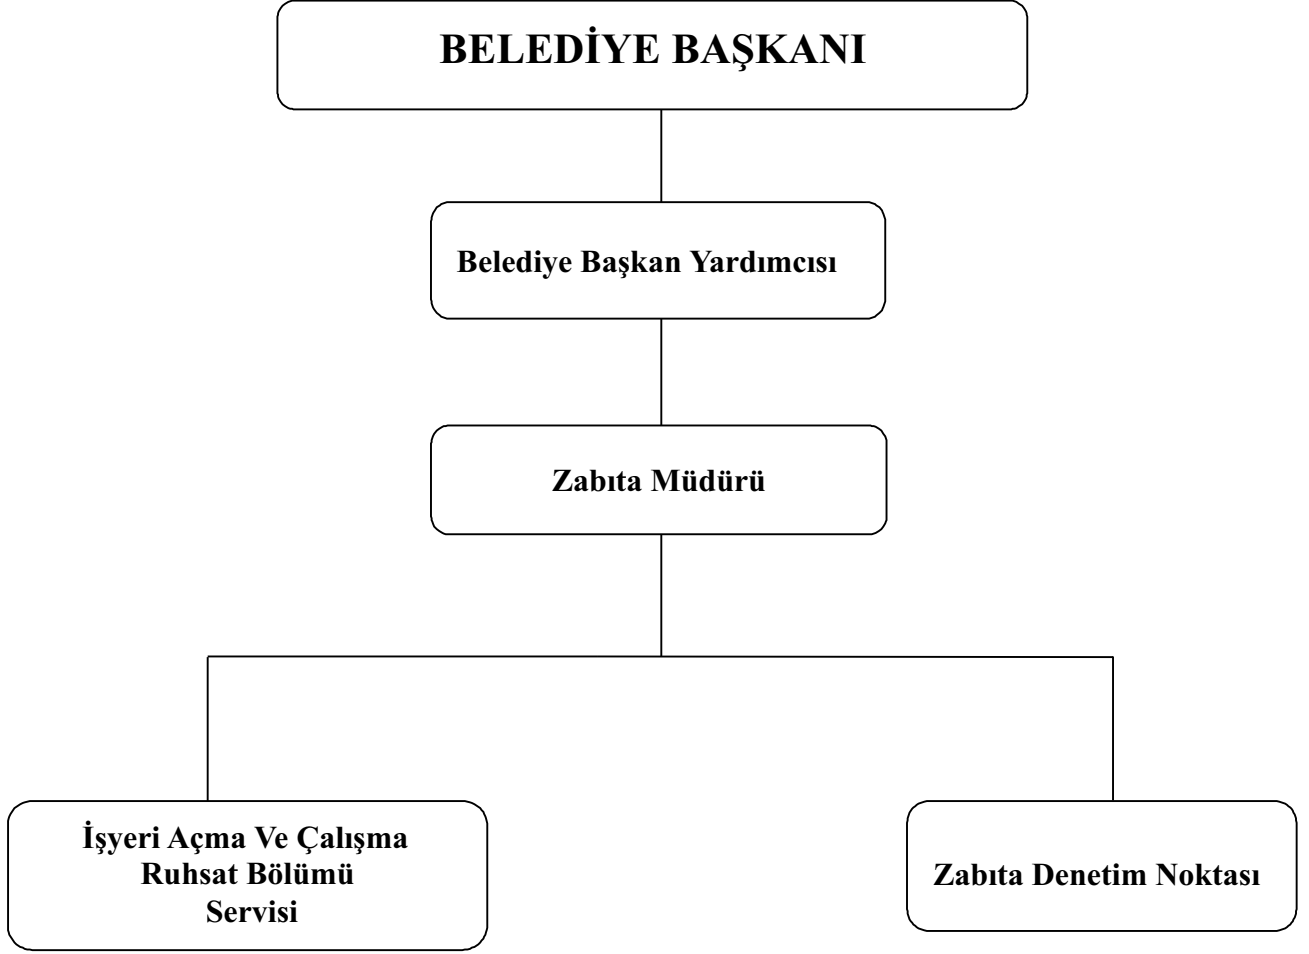 BELEDİYE BAŞKANI
Belediye Başkan Yardımcısı
Zabıta Müdürü
İşyeri Açma Ve Çalışma
Ruhsat Bölümü
Servisi
Zabıta Denetim Noktası